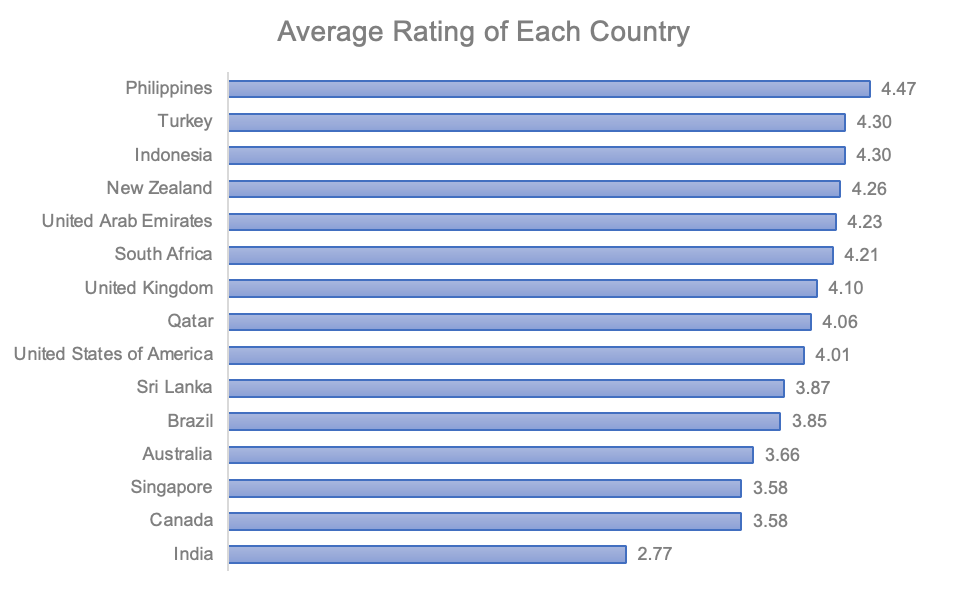 Average Rating of Each Country
Philippines 4.47
Turkey 4.30
Indonesia 4.30
New Zealand 4.26
United Arab Emirates 4.23
South Africa 4.21
United Kingdom 4.10
Qatar 4.06
United States of America 4.01
Sri Lanka 3.87
Brazil 3.85
Australia 3.66
Singapore 3.58
Canada 3.58
India 2.77